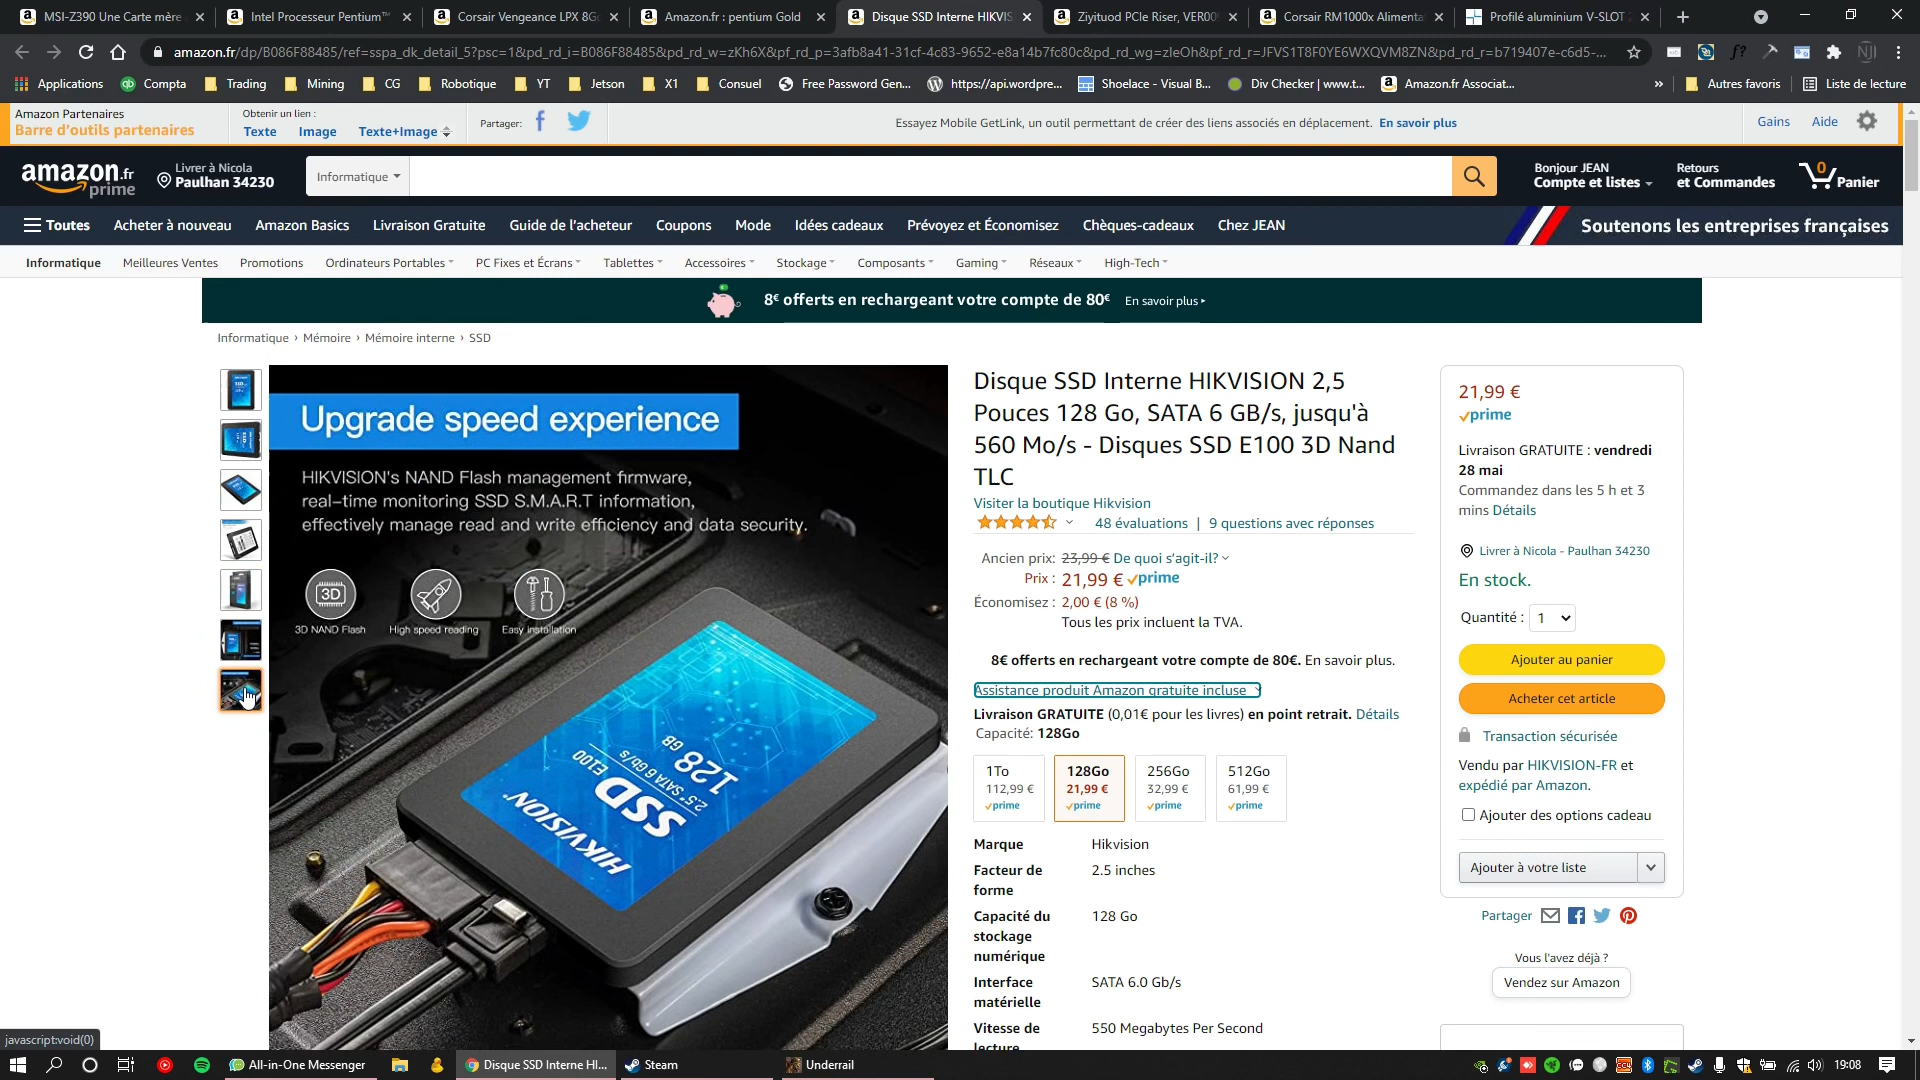 MSI-Z390 Une Carte mère
Intel Processeur Pentium™
Corsair Vengeance LPX 8G
Amazon.fr : pentium Gold
Disque SSD Interne HIKVIS
Ziyituod PCIe Riser, VER00
Corsair RM1000x Alimenta
Profilé aluminium V-SLOT
amazon.fr/dp/B086F88485/ref=sspa_dk_detail_5?psc=1&pd_rd_i=B086F88485&pd_rd_w=zKh6X&pf_rd_p=3afb8a41-31cf-4c83-9652-e8a14b7fc80c&pd_rd_wg=zleOh&pf_rd_r=JFVS1T8F0YE6WXQVM8ZN&pd_rd_r=b719407e-c6d5-...
Applications
Compta
Trading
Mining
CG
Robotique
YT
Jetson
X1
Consuel
Free Password Gen...
https://api.wordpre...
Shoelace - Visual B...
Div Checker | www.t...
Amazon.fr Associat...
»
Autres favoris
Liste de lecture
Amazon Partenaires
Barre d'outils partenaires
Obtenir un lien :
Texte Image Texte+Image
Partager:
Essayez Mobile GetLink, un outil permettant de créer des liens associés en déplacement. En savoir plus
Gains Aide
amazon.fr
prime
Livrer à Nicola
Paulhan 34230
Informatique
Bonjour JEAN
Compte et listes
Retours
et Commandes
0
Panier
Toutes Acheter à nouveau Amazon Basics Livraison Gratuite Guide de l'acheteur Coupons Mode Idées cadeaux Prévoyez et Économisez Chèques-cadeaux Chez JEAN
Soutenons les entreprises françaises
Informatique Meilleures Ventes Promotions Ordinateurs Portables PC Fixes et Écrans Tablettes Accessoires Stockage Composants Gaming Réseaux High-Tech
8€ offerts en rechargeant votre compte de 80€ En savoir plus ▸
Informatique › Mémoire › Mémoire interne › SSD
Upgrade speed experience
HIKVISION's NAND Flash management firmware,
real-time monitoring SSD S.M.A.R.T information,
effectively manage read and write efficiency and data security.
3D
3D NAND Flash High speed reading Easy installation
HIKVISION
SSD E100
2.5" SATA 6 Gb/s
128 GB
Disque SSD Interne HIKVISION 2,5
Pouces 128 Go, SATA 6 GB/s, jusqu'à
560 Mo/s - Disques SSD E100 3D Nand
TLC
Visiter la boutique Hikvision
48 évaluations | 9 questions avec réponses
Ancien prix: 23,99 € De quoi s'agit-il?
Prix : 21,99 € prime
Économisez : 2,00 € (8 %)
Tous les prix incluent la TVA.
8€ offerts en rechargeant votre compte de 80€. En savoir plus.
Assistance produit Amazon gratuite incluse
Livraison GRATUITE (0,01€ pour les livres) en point retrait. Détails
Capacité: 128Go
1To
112,99 €
prime
128Go
21,99 €
prime
256Go
32,99 €
prime
512Go
61,99 €
prime
Marque Hikvision
Facteur de
forme
2.5 inches
Capacité du
stockage
numérique
128 Go
Interface
matérielle
SATA 6.0 Gb/s
Vitesse de
lecture
550 Megabytes Per Second
21,99 €
prime
Livraison GRATUITE : vendredi
28 mai
Commandez dans les 5 h et 3
mins Détails
Livrer à Nicola - Paulhan 34230
En stock.
Quantité : 1
Ajouter au panier
Acheter cet article
Transaction sécurisée
Vendu par HIKVISION-FR et
expédié par Amazon.
Ajouter des options cadeau
Ajouter à votre liste
Partager
Vous l'avez déjà ?
Vendez sur Amazon
javascript:void(0)
All-in-One Messenger
Disque SSD Interne HI...
Steam
Underrail
19:08